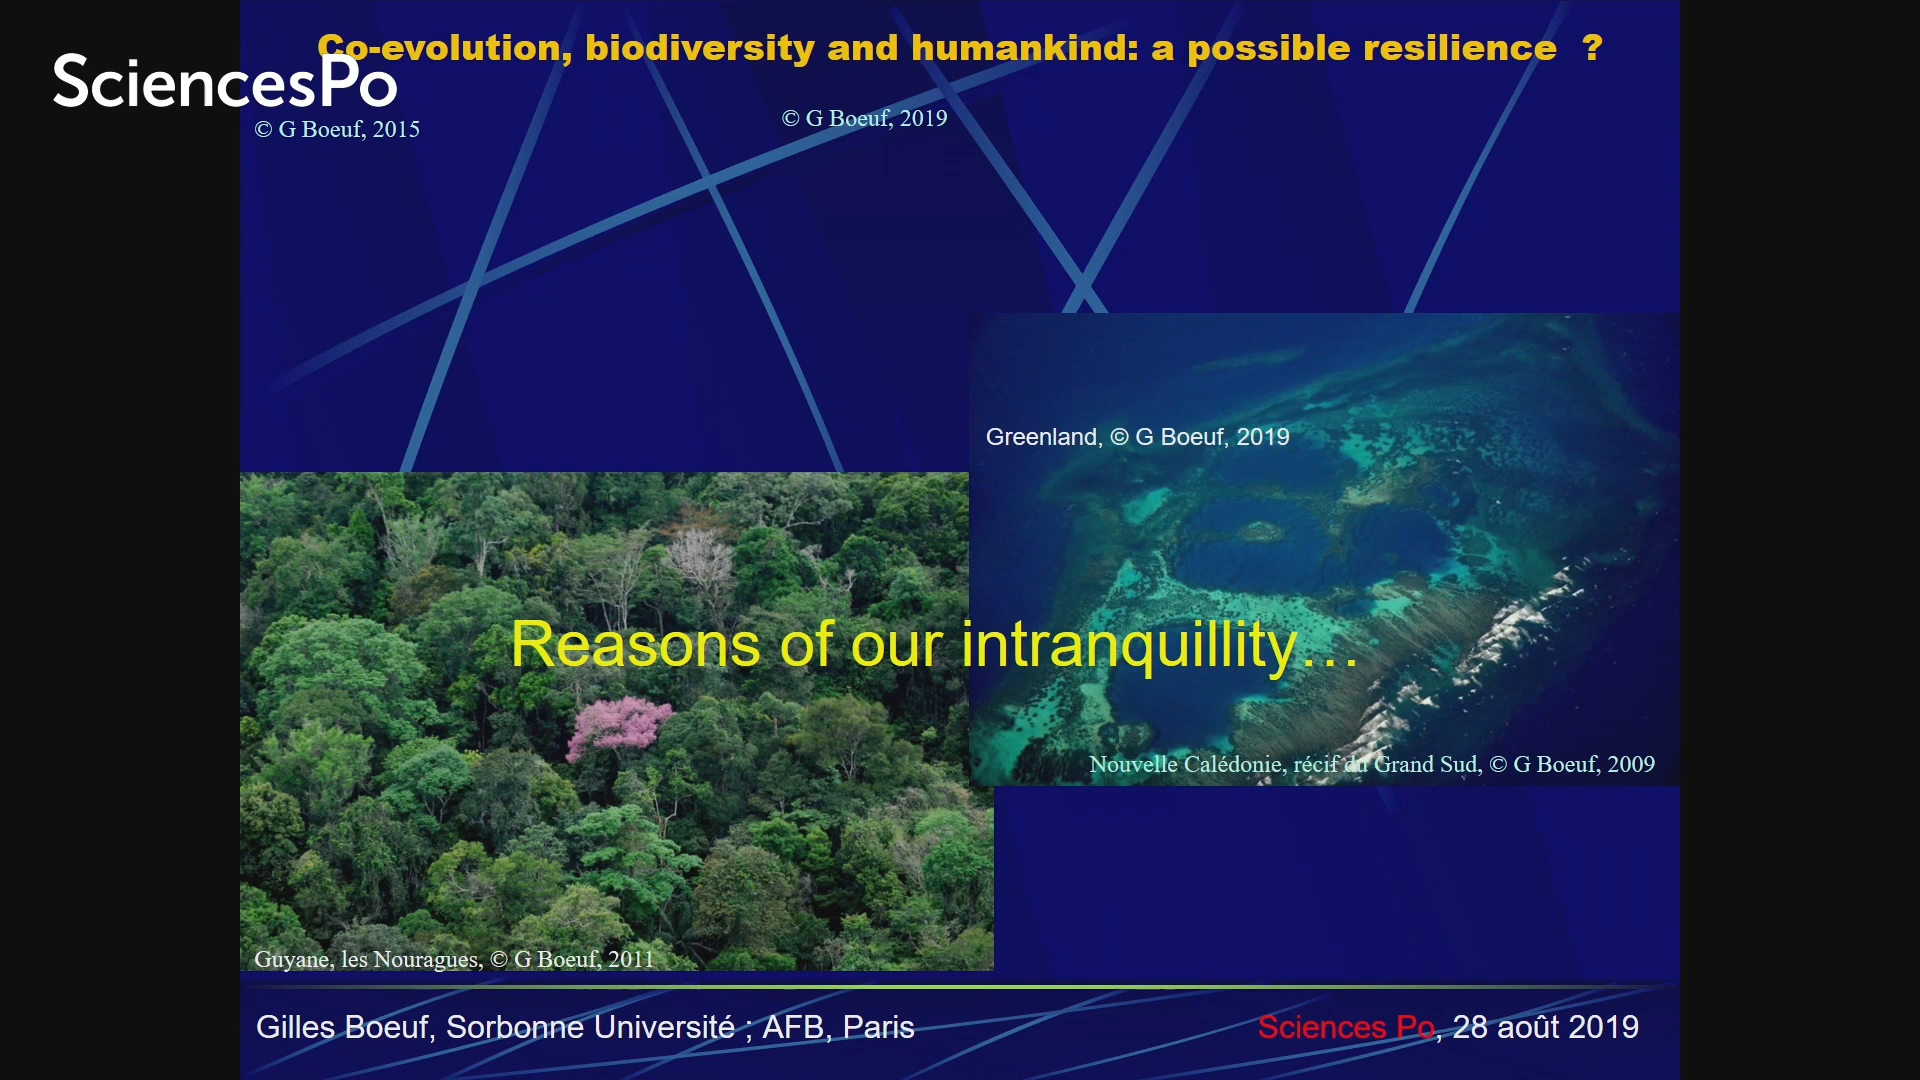 Co-evolution, biodiversity and humankind: a possible resilience ?
SciencesPo
© G Boeuf, 2015
© G Boeuf, 2019
Greenland, © G Boeuf, 2019
Reasons of our intranquillity…
Nouvelle Calédonie, récif du Grand Sud, © G Boeuf, 2009
Guyane, les Nouragues, © G Boeuf, 2011
Gilles Boeuf, Sorbonne Université ; AFB, Paris
Sciences Po, 28 août 2019